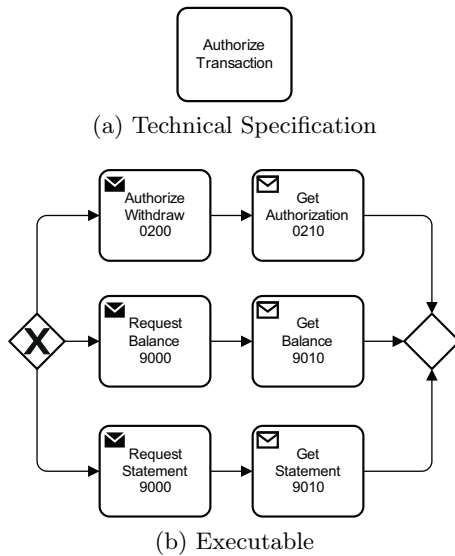 Authorize
Transaction
(a) Technical Specification
Authorize
Withdraw
0200
Get
Authorization
0210
X
Request
Balance
9000
Get
Balance
9010
Request
Statement
9000
Get
Statement
9010
(b) Executable